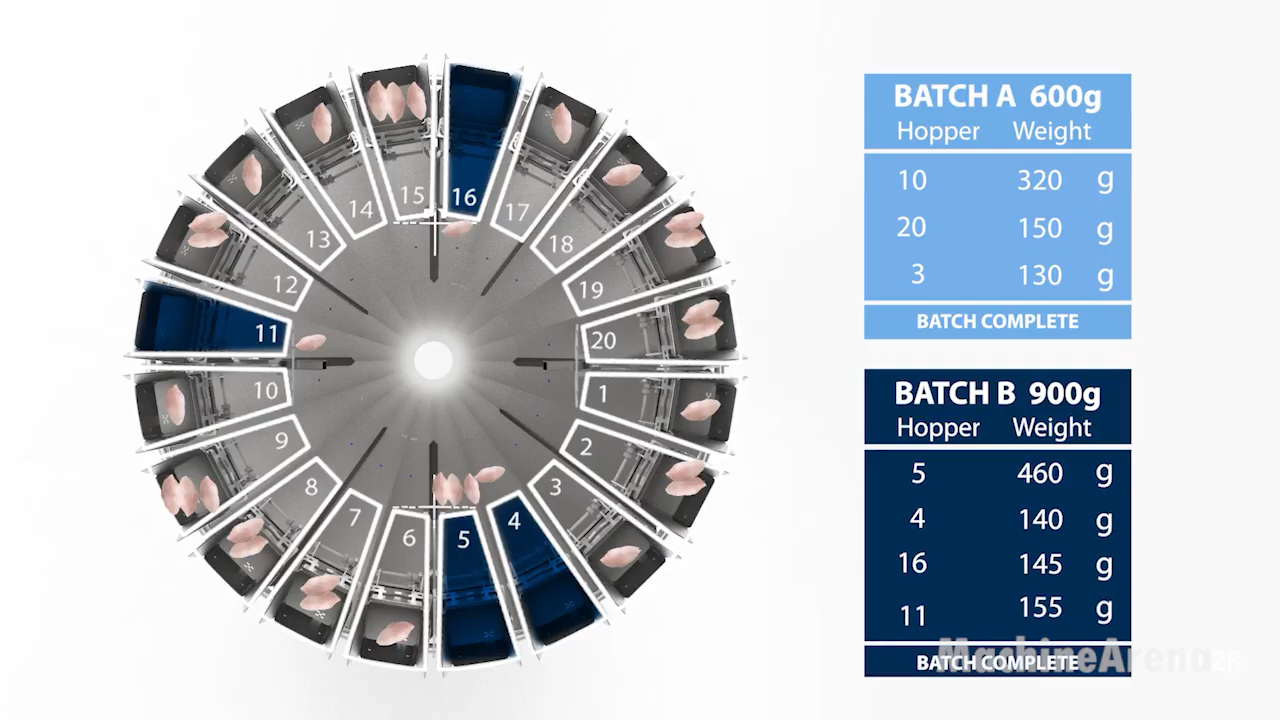 15
16
17
14
18
13
19
12
20
11
1
10
2
9
3
8
4
7
5
6
BATCH A 600g
Hopper Weight
10 320 g
20 150 g
3 130 g
BATCH COMPLETE
BATCH B 900g
Hopper Weight
5 460 g
4 140 g
16 145 g
11 155 g
BATCH COMPLETE
MachineArena